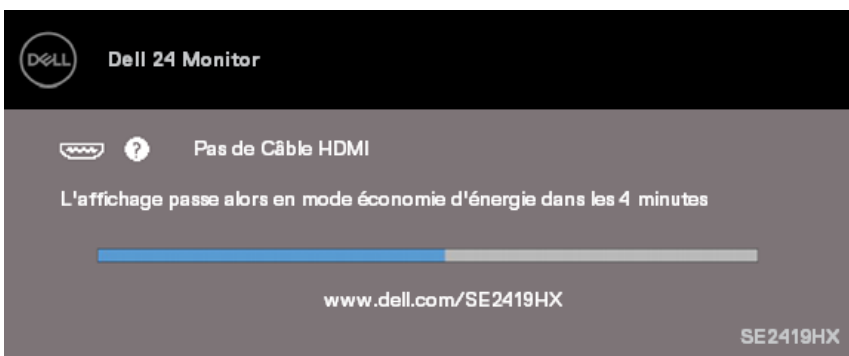 DELL
Dell 24 Monitor
?
Pas de Câble HDMI
L'affichage passe alors en mode économie d'énergie dans les 4 minutes
www.dell.com/SE2419HX
SE2419HX